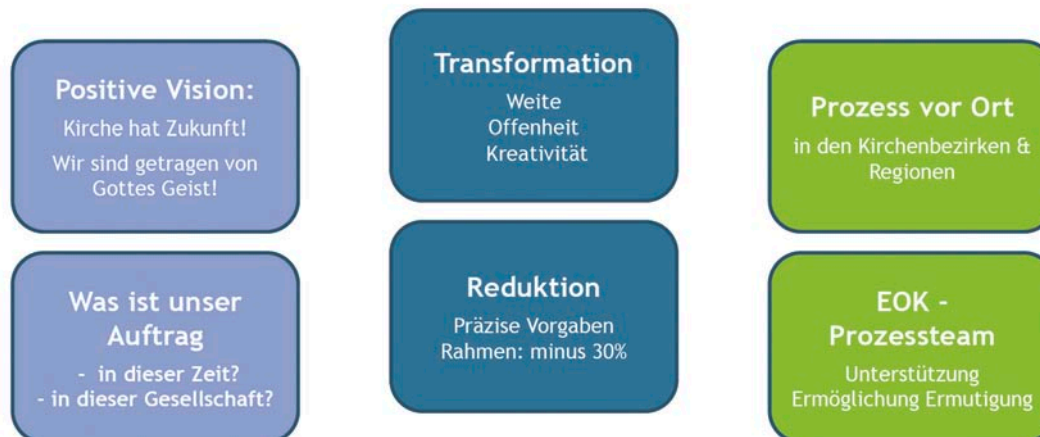 Positive Vision:
Kirche hat Zukunft!
Wir sind getragen von
Gottes Geist!
Was ist unser
Auftrag
- in dieser Zeit?
- in dieser Gesellschaft?
Transformation
Weite
Offenheit
Kreativität
Reduktion
Präzise Vorgaben
Rahmen: minus 30%
Prozess vor Ort
in den Kirchenbezirken &
Regionen
EOK -
Prozessteam
Unterstützung
Ermöglichung Ermutigung